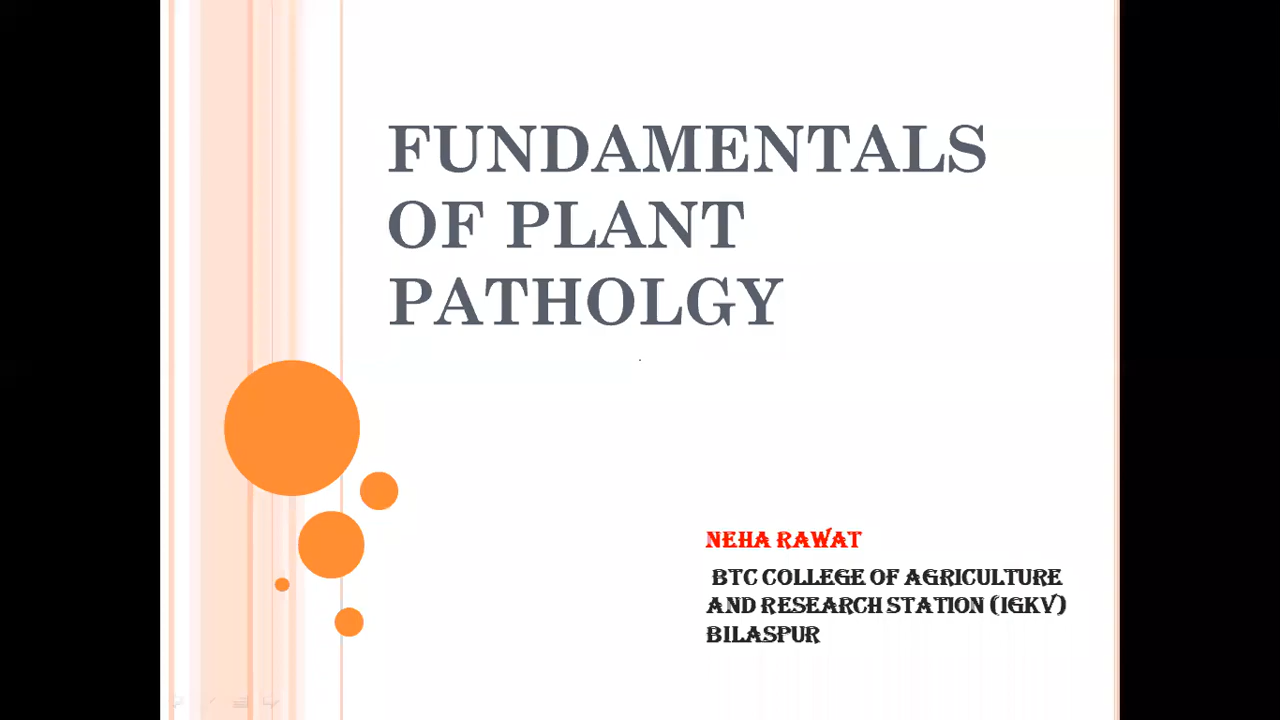 FUNDAMENTALS
OF PLANT
PATHOLGY
NEHA RAWAT
BTC COLLEGE OF AGRICULTURE
AND RESEARCH STATION (IGKV)
BILASPUR